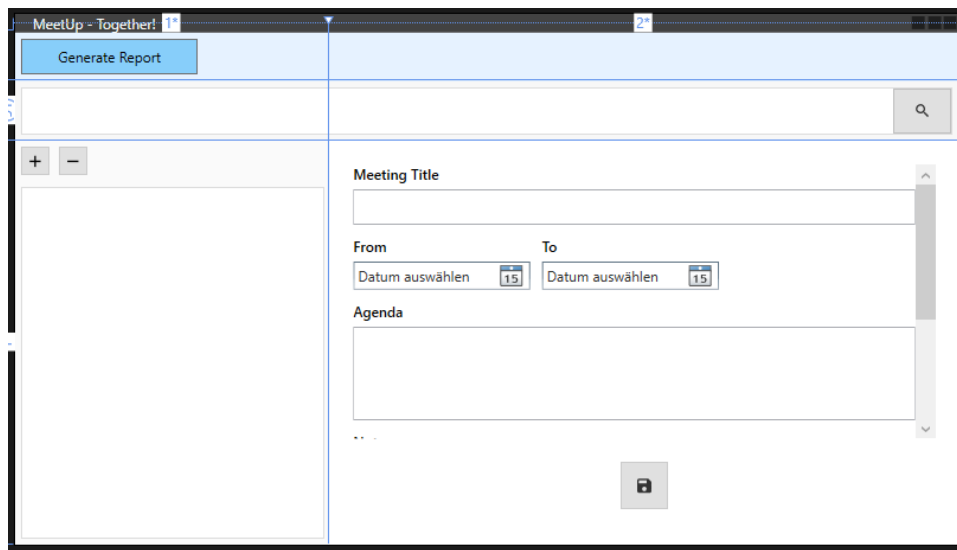 MeetUp - Together! 1* 2*
Generate Report
+ −
Meeting Title
From To
Datum auswählen 15 Datum auswählen 15
Agenda